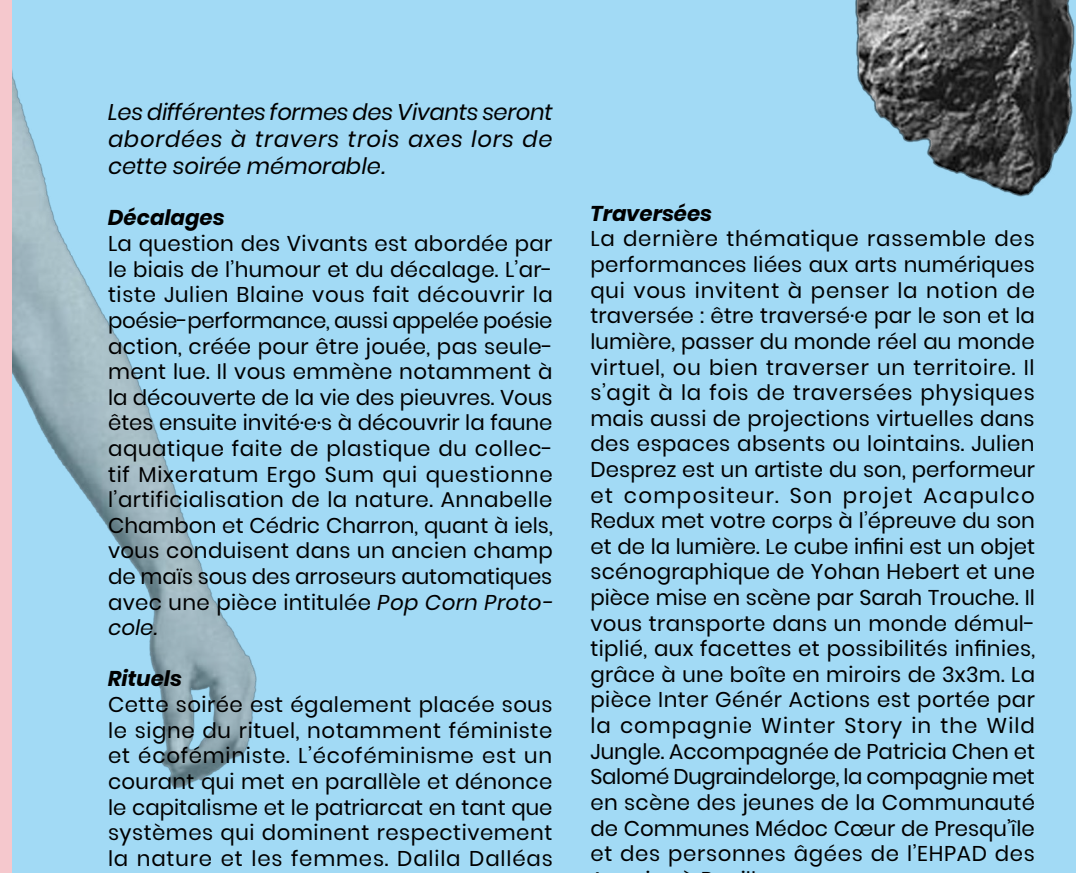 Les différentes formes des Vivants seront
abordées à travers trois axes lors de
cette soirée mémorable.
Décalages
La question des Vivants est abordée par
le biais de l'humour et du décalage. L'ar-
tiste Julien Blaine vous fait découvrir la
poésie-performance, aussi appelée poésie
action, créée pour être jouée, pas seule-
ment lue. Il vous emmène notamment à
la découverte de la vie des pieuvres. Vous
êtes ensuite invité·e·s à découvrir la faune
aquatique faite de plastique du collec-
tif Mixeratum Ergo Sum qui questionne
l'artificialisation de la nature. Annabelle
Chambon et Cédric Charron, quant à iels,
vous conduisent dans un ancien champ
de maïs sous des arroseurs automatiques
avec une pièce intitulée Pop Corn Proto-
cole.
Rituels
Cette soirée est également placée sous
le signe du rituel, notamment féministe
et écoféministe. L'écoféminisme est un
courant qui met en parallèle et dénonce
le capitalisme et le patriarcat en tant que
systèmes qui dominent respectivement
la nature et les femmes. Dalila Dalléas
Traversées
La dernière thématique rassemble des
performances liées aux arts numériques
qui vous invitent à penser la notion de
traversée : être traversé·e par le son et la
lumière, passer du monde réel au monde
virtuel, ou bien traverser un territoire. Il
s'agit à la fois de traversées physiques
mais aussi de projections virtuelles dans
des espaces absents ou lointains. Julien
Desprez est un artiste du son, performeur
et compositeur. Son projet Acapulco
Redux met votre corps à l'épreuve du son
et de la lumière. Le cube infini est un objet
scénographique de Yohan Hebert et une
pièce mise en scène par Sarah Trouche. Il
vous transporte dans un monde démul-
tiplié, aux facettes et possibilités infinies,
grâce à une boîte en miroirs de 3x3m. La
pièce Inter Génér Actions est portée par
la compagnie Winter Story in the Wild
Jungle. Accompagnée de Patricia Chen et
Salomé Dugraindelorge, la compagnie met
en scène des jeunes de la Communauté
de Communes Médoc Cœur de Presqu'île
et des personnes âgées de l'EHPAD des